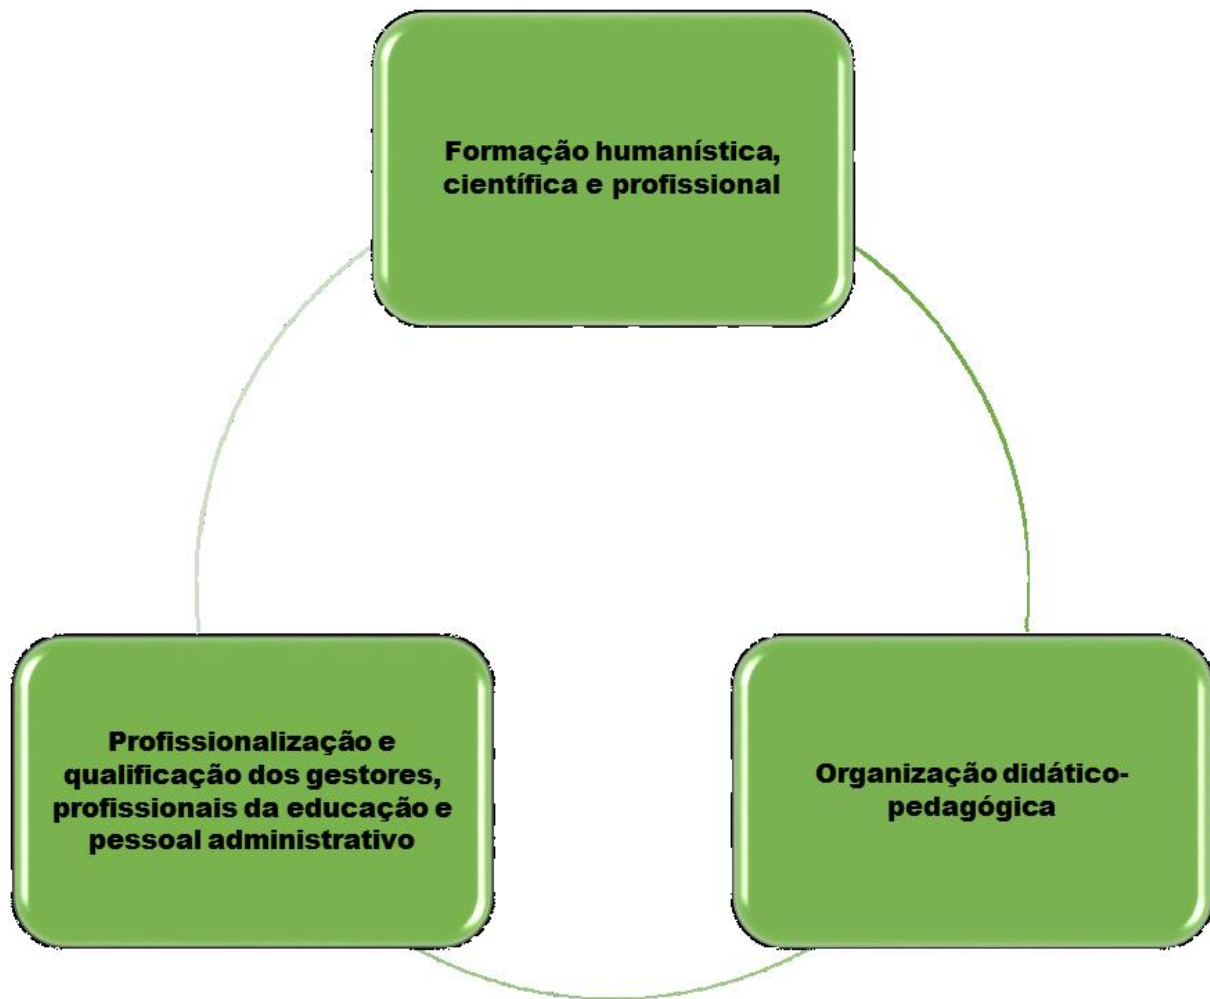 Formação humanística,
científica e profissional
Profissionalização e
qualificação dos gestores,
profissionais da educação e
pessoal administrativo
Organização didático-
pedagógica